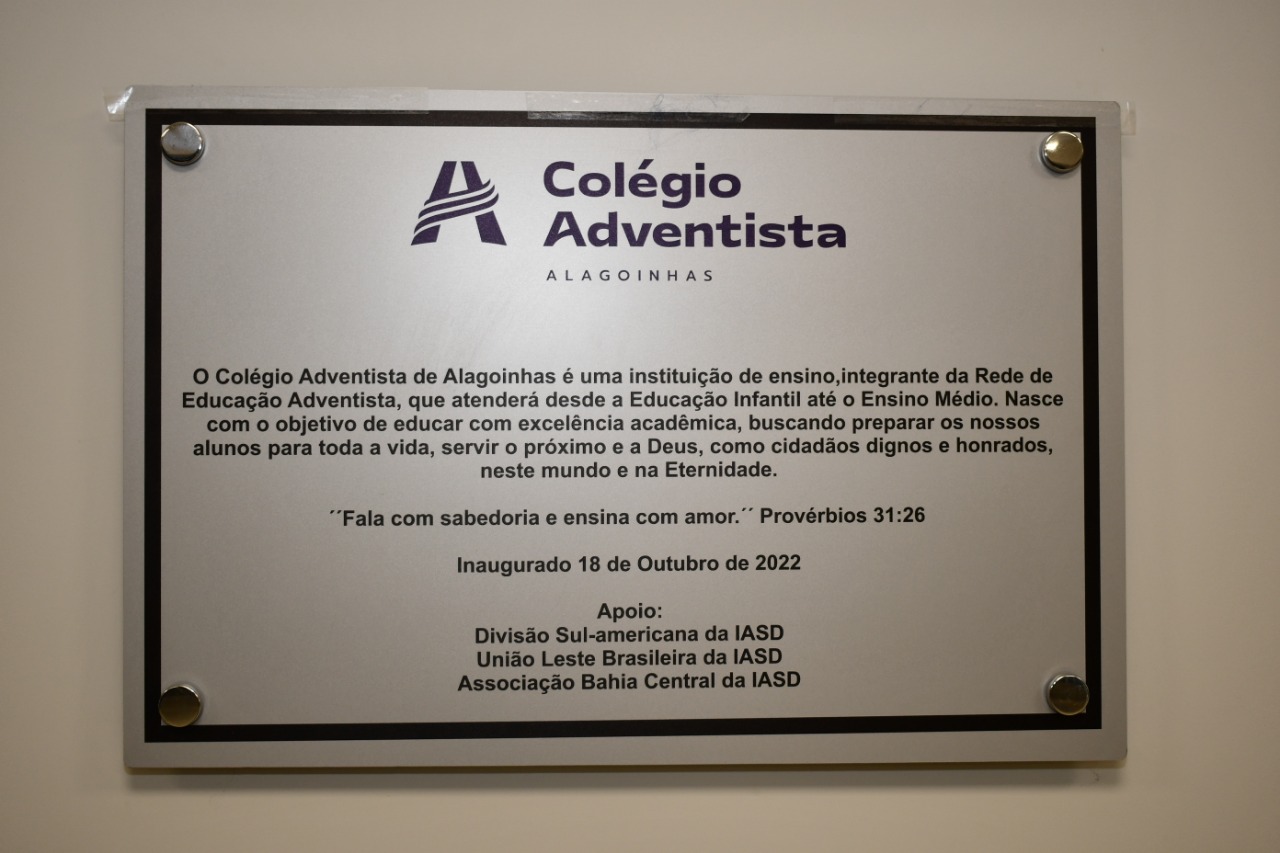 Colégio
Adventista
ALAGOINHAS
O Colégio Adventista de Alagoinhas é uma instituição de ensino,integrante da Rede de
Educação Adventista, que atenderá desde a Educação Infantil até o Ensino Médio. Nasce
com o objetivo de educar com excelência acadêmica, buscando preparar os nossos
alunos para toda a vida, servir o próximo e a Deus, como cidadãos dignos e honrados,
neste mundo e na Eternidade.
´´Fala com sabedoria e ensina com amor.´´ Provérbios 31:26
Inaugurado 18 de Outubro de 2022
Apoio:
Divisão Sul-americana da IASD
União Leste Brasileira da IASD
Associação Bahia Central da IASD